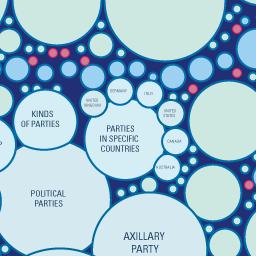 GERMANY
ITALY
UNITED
KINGDOM
UNITED
STATES
KINDS
OF PARTIES
PARTIES
IN SPECIFIC
COUNTRIES
CANADA
AUSTRALIA
POLITICAL
PARTIES
AXILLARY
PARTY